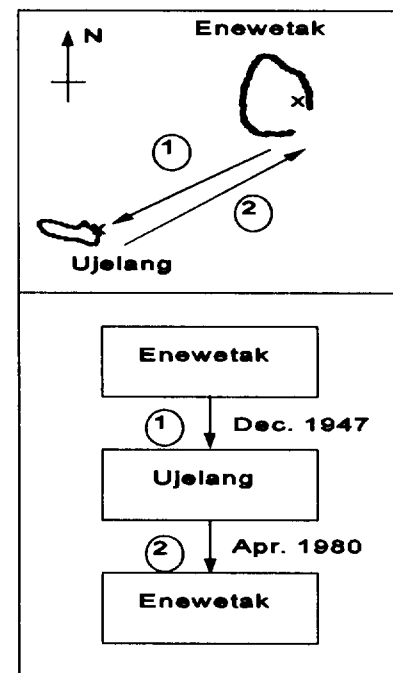 Enewetak
N
1
2
Ujelang
Enewetak
1 Dec. 1947
Ujelang
2 Apr. 1980
Enewetak